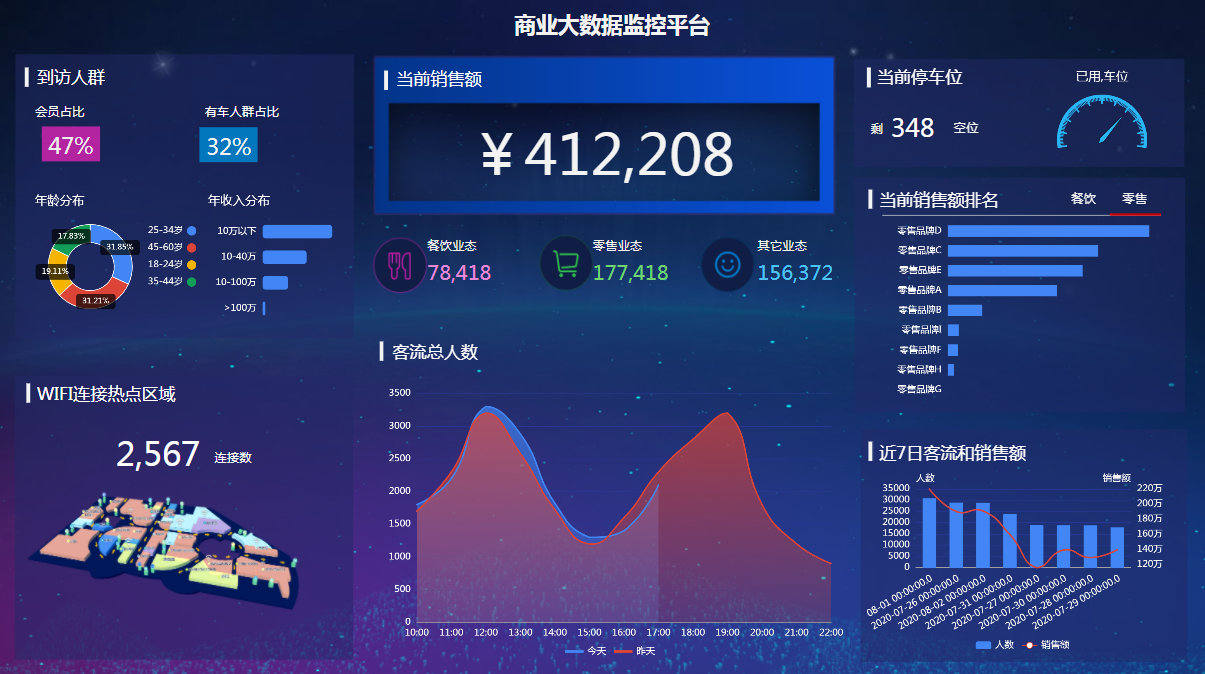 商业大数据监控平台
到访人群
会员占比
有车人群占比
47%
32%
年龄分布
年收入分布
17.83%
31.85%
19.11%
31.21%
25-34岁
45-60岁
18-24岁
35-44岁
10万以下
10-40万
10-100万
>100万
WIFI连接热点区域
2,567 连接数
当前销售额
￥412,208
餐饮业态
78,418
零售业态
177,418
其它业态
156,372
客流总人数
3500
3000
2500
2000
1500
1000
500
0
10:00 11:00 12:00 13:00 14:00 15:00 16:00 17:00 18:00 19:00 20:00 21:00 22:00
今天 昨天
当前停车位
已用,车位
剩 348 空位
当前销售额排名
餐饮 零售
零售品牌D
零售品牌C
零售品牌E
零售品牌A
零售品牌B
零售品牌I
零售品牌F
零售品牌H
零售品牌G
近7日客流和销售额
人数 销售额
35000 220万
30000 200万
25000 180万
20000 160万
15000 140万
10000 120万
5000
0
08-01 00:00:00.0
2020-07-26 00:00:00.0
2020-08-02 00:00:00.0
2020-07-31 00:00:00.0
2020-07-27 00:00:00.0
2020-07-30 00:00:00.0
2020-07-28 00:00:00.0
2020-07-29 00:00:00.0
人数 销售额